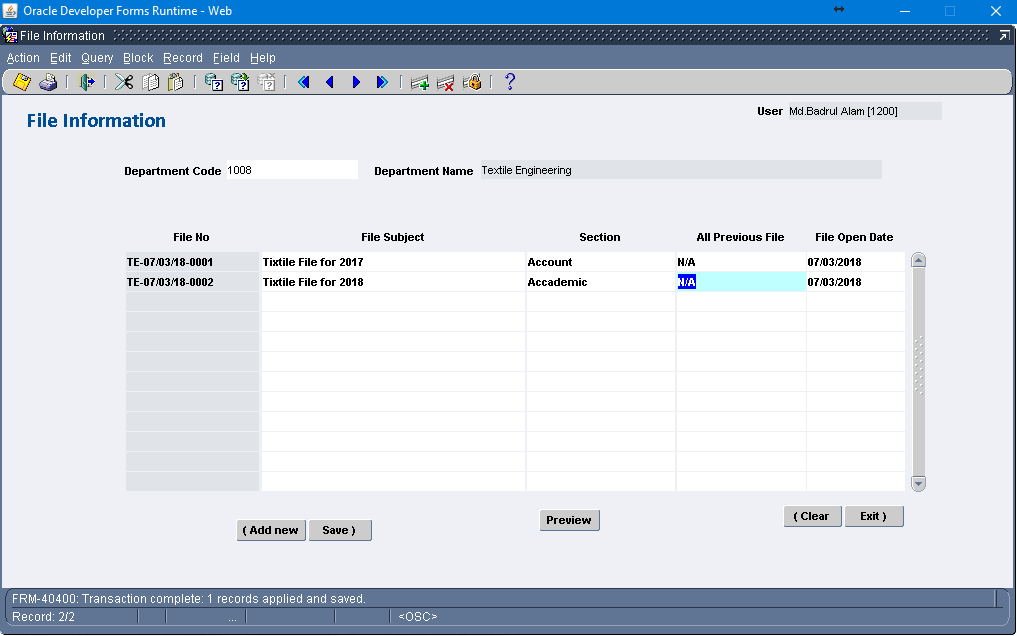 Oracle Developer Forms Runtime - Web
File Information
Action Edit Query Block Record Field Help
User Md.Badrul Alam [1200]
File Information
Department Code 1008 Department Name Textile Engineering
File No File Subject Section All Previous File File Open Date
TE-07/03/18-0001 Tixtile File for 2017 Account N/A 07/03/2018
TE-07/03/18-0002 Tixtile File for 2018 Accademic N/A 07/03/2018
( Add new Save ) Preview ( Clear Exit )
FRM-40400: Transaction complete: 1 records applied and saved.
Record: 2/2 ... <OSC>